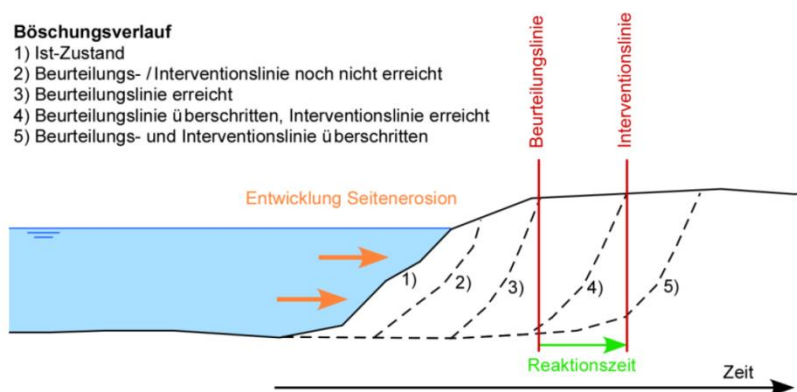 Böschungsverlauf
1) Ist-Zustand
2) Beurteilungs- / Interventionslinie noch nicht erreicht
3) Beurteilungslinie erreicht
4) Beurteilungslinie überschritten, Interventionslinie erreicht
5) Beurteilungs- und Interventionslinie überschritten
Beurteilungslinie
Interventionslinie
Entwicklung Seitenerosion
1)
2)
3)
4)
5)
Reaktionszeit
Zeit